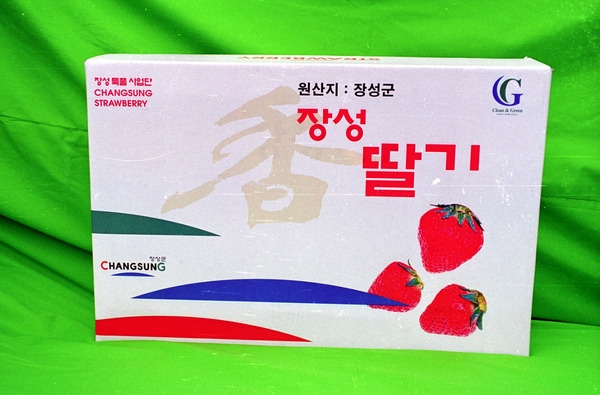 STRAWBERRY
장성 특품 사업단
CHANGSUNG
STRAWBERRY
원산지 : 장성군
장성
딸기
香
G
Clean & Green
장성군
CHANGSUNG